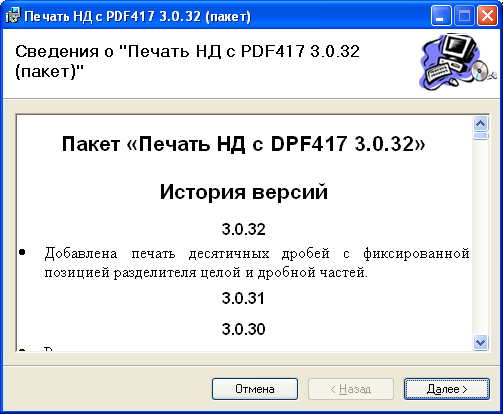 Печать НД с PDF417 3.0.32 (пакет)
Сведения о "Печать НД с PDF417 3.0.32
(пакет)"
Пакет «Печать НД с DPF417 3.0.32»
История версий
3.0.32
• Добавлена печать десятичных дробей с фиксированной
позицией разделителя целой и дробной частей.
3.0.31
3.0.30
Отмена
< Назад
Далее >